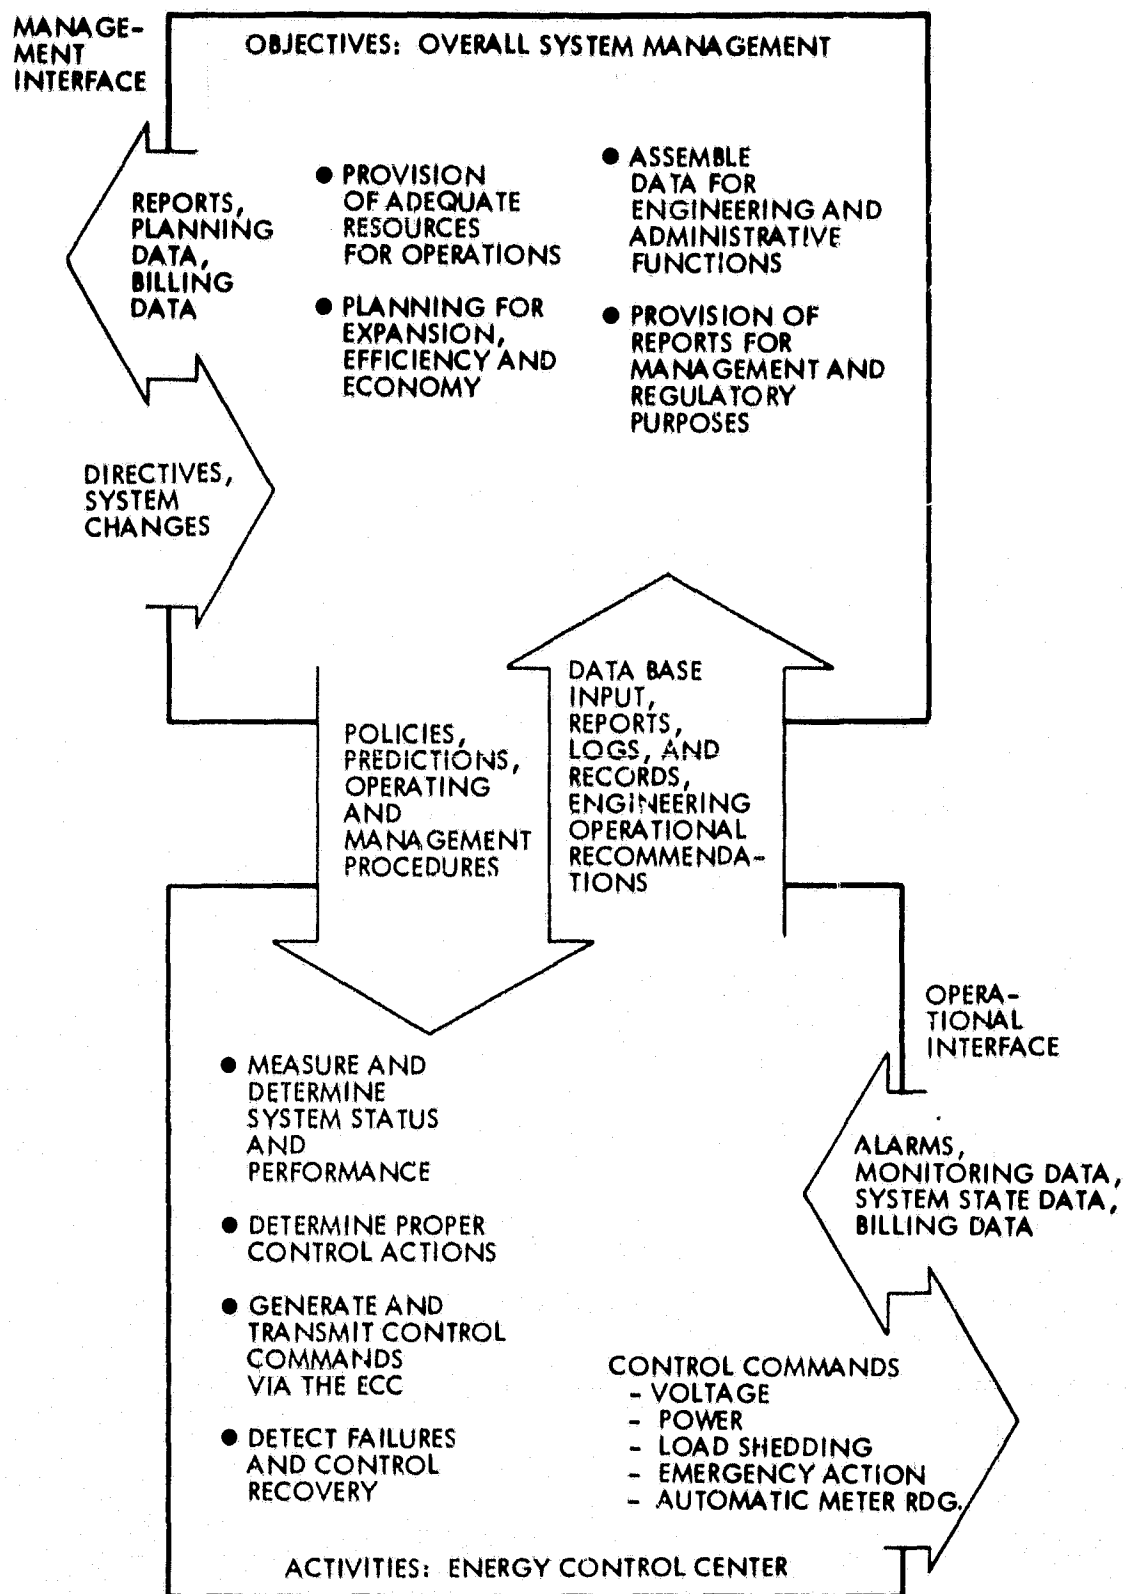 MANAGE-
MENT
INTERFACE
OBJECTIVES: OVERALL SYSTEM MANAGEMENT
REPORTS,
PLANNING
DATA,
BILLING
DATA
● PROVISION
OF ADEQUATE
RESOURCES
FOR OPERATIONS
● PLANNING FOR
EXPANSION,
EFFICIENCY AND
ECONOMY
● ASSEMBLE
DATA FOR
ENGINEERING AND
ADMINISTRATIVE
FUNCTIONS
● PROVISION OF
REPORTS FOR
MANAGEMENT AND
REGULATORY
PURPOSES
DIRECTIVES,
SYSTEM
CHANGES
POLICIES,
PREDICTIONS,
OPERATING
AND
MANAGEMENT
PROCEDURES
DATA BASE
INPUT,
REPORTS,
LOGS, AND
RECORDS,
ENGINEERING
OPERATIONAL
RECOMMENDA-
TIONS
OPERA-
TIONAL
INTERFACE
● MEASURE AND
DETERMINE
SYSTEM STATUS
AND
PERFORMANCE
● DETERMINE PROPER
CONTROL ACTIONS
● GENERATE AND
TRANSMIT CONTROL
COMMANDS
VIA THE ECC
● DETECT FAILURES
AND CONTROL
RECOVERY
ALARMS,
MONITORING DATA,
SYSTEM STATE DATA,
BILLING DATA
CONTROL COMMANDS
- VOLTAGE
- POWER
- LOAD SHEDDING
- EMERGENCY ACTION
- AUTOMATIC METER RDG.
ACTIVITIES: ENERGY CONTROL CENTER